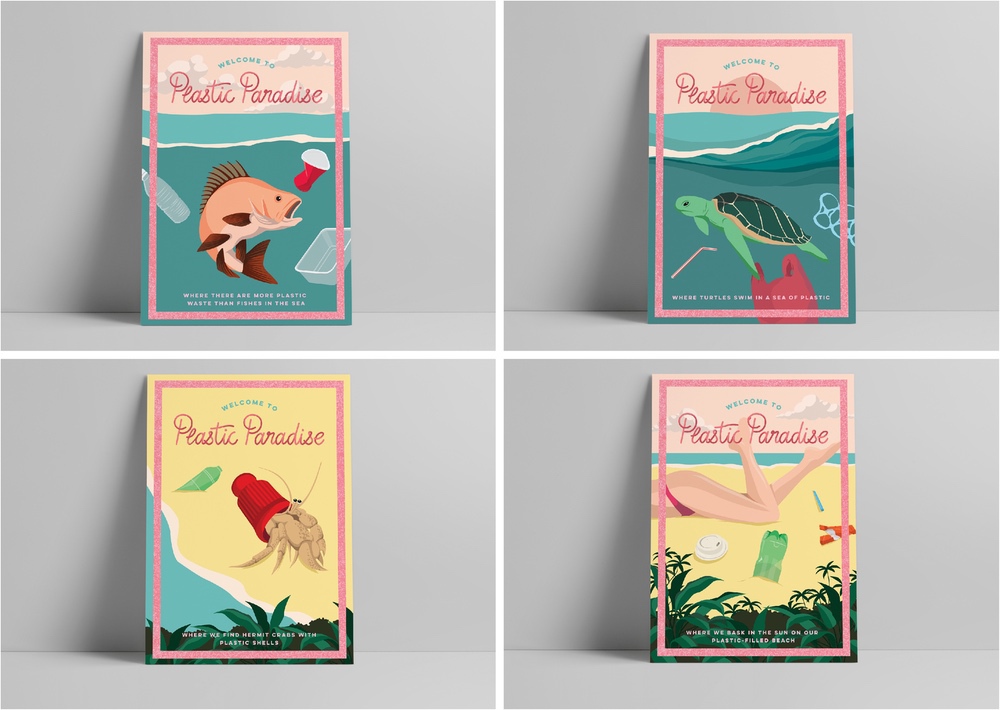 WELCOME TO
Plastic Paradise
WHERE THERE ARE MORE PLASTIC
WASTE THAN FISHES IN THE SEA
WELCOME TO
Plastic Paradise
WHERE TURTLES SWIM IN A SEA OF PLASTIC
WELCOME TO
Plastic Paradise
WHERE WE FIND HERMIT CRABS WITH
PLASTIC SHELLS
WELCOME TO
Plastic Paradise
WHERE WE BASK IN THE SUN ON OUR
PLASTIC-FILLED BEACH